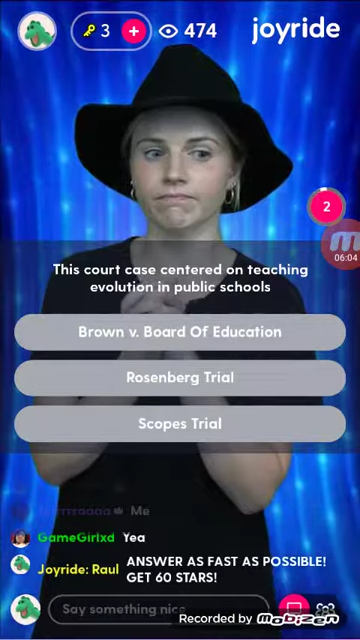 3 + 474 joyride
2
06:04
This court case centered on teaching
evolution in public schools
Brown v. Board Of Education
Rosenberg Trial
Scopes Trial
Me
GameGirlxd Yea
Joyride: Raul ANSWER AS FAST AS POSSIBLE!
GET 60 STARS!
Say something nice
Recorded by mobizen